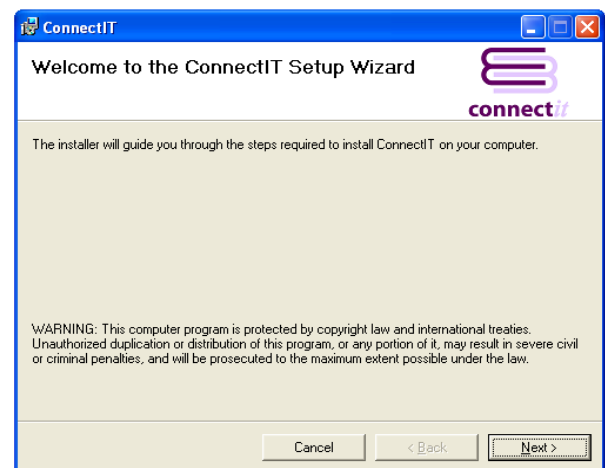 ConnectIT
Welcome to the ConnectIT Setup Wizard
connectit
The installer will guide you through the steps required to install ConnectIT on your computer.
WARNING: This computer program is protected by copyright law and international treaties.
Unauthorized duplication or distribution of this program, or any portion of it, may result in severe civil
or criminal penalties, and will be prosecuted to the maximum extent possible under the law.
Cancel
< Back
Next >